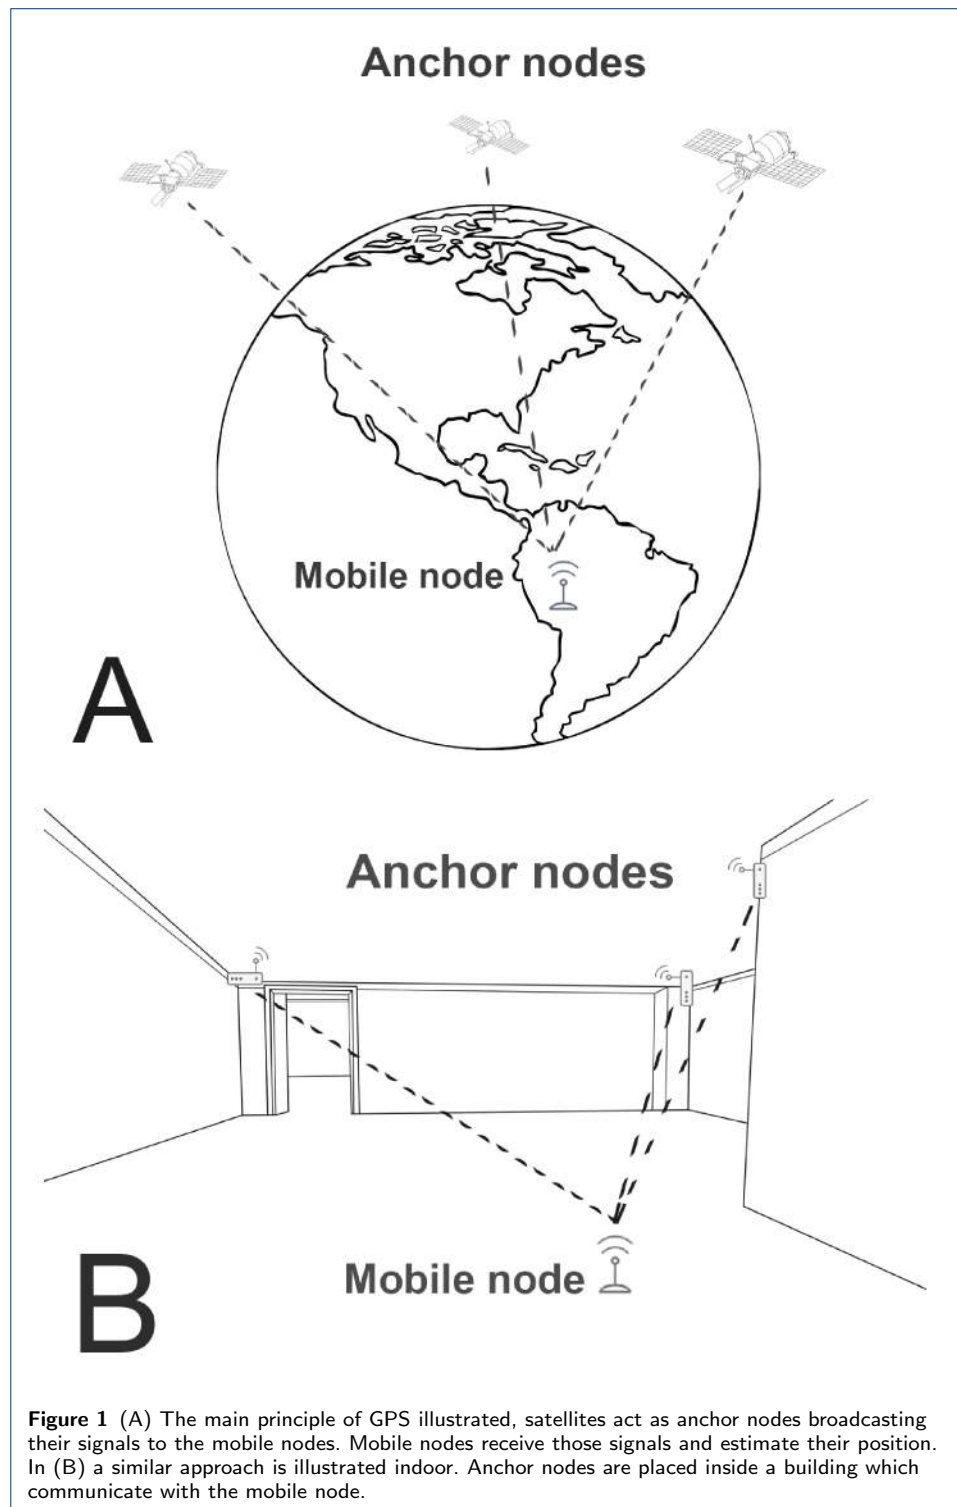 Anchor nodes
Mobile node
A
Anchor nodes
Mobile node
B
Figure 1 (A) The main principle of GPS illustrated, satellites act as anchor nodes broadcasting
their signals to the mobile nodes. Mobile nodes receive those signals and estimate their position.
In (B) a similar approach is illustrated indoor. Anchor nodes are placed inside a building which
communicate with the mobile node.